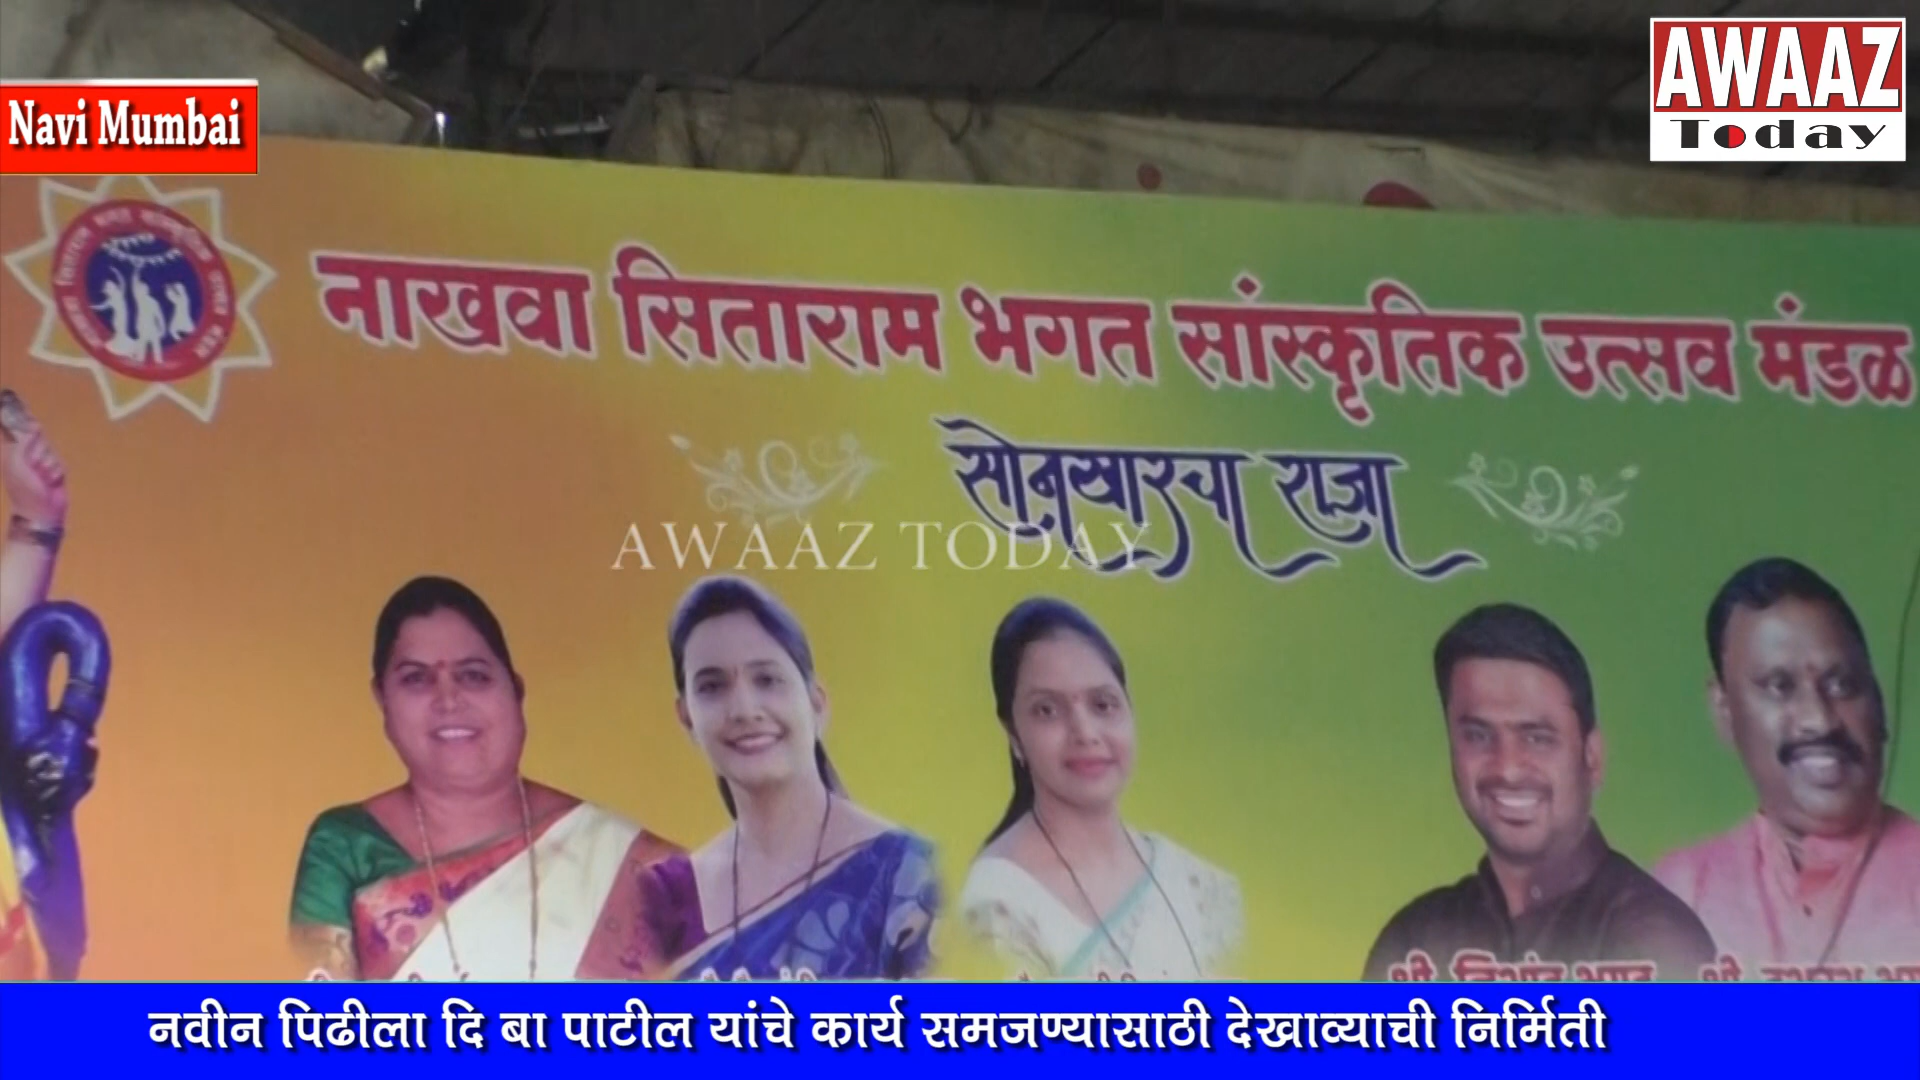 AWAAZ
Today
Navi Mumbai
नाखवा सिताराम भगत सांस्कृतिक उत्सव मंडळ
सोनखारचा राजा
AWAAZ TODAY
नवीन पिढीला दि बा पाटील यांचे कार्य समजण्यासाठी देखाव्याची निर्मिती